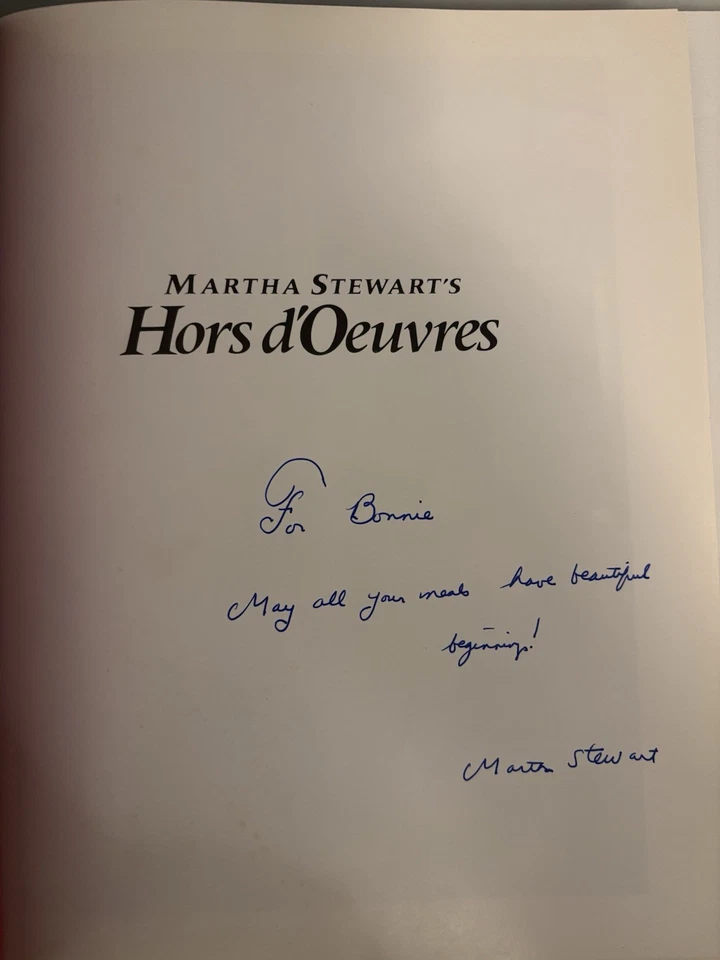 MARTHA STEWART'S
Hors d'Oeuvres
For Bonnie
May all your meals have beautiful
beginnings!
Martha Stewart